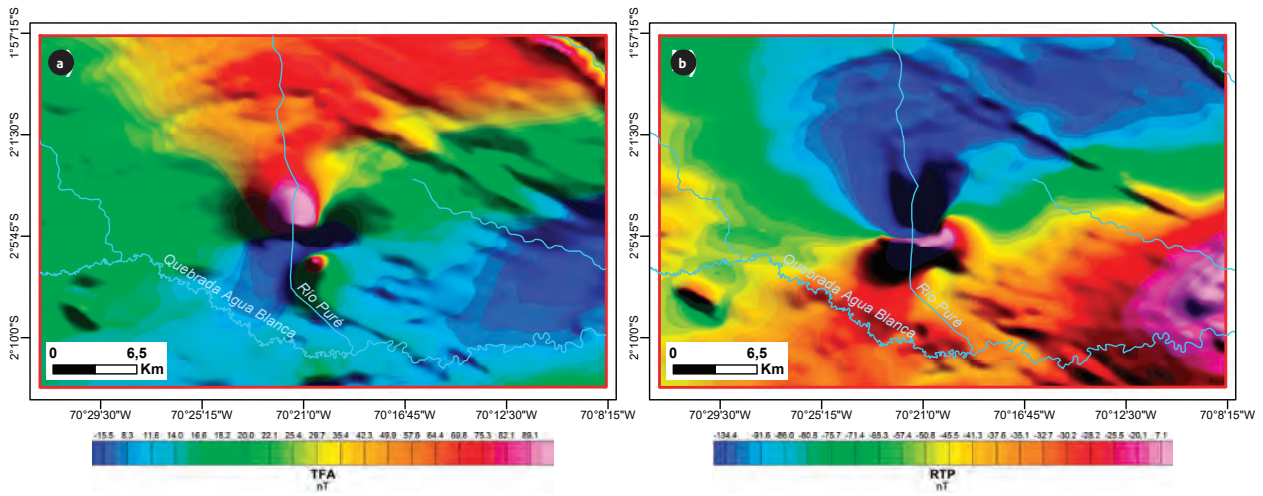 a
b
1°57'15"S
2°1'30"S
2°5'45"S
2°10'0"S
1°57'15"S
2°1'30"S
2°5'45"S
2°10'0"S
Quebrada Agua Blanca
Río Puré
Quebrada Agua Blanca
Río Puré
0 6,5
Km
0 6,5
Km
70°29'30"W 70°25'15"W 70°21'0"W 70°16'45"W 70°12'30"W 70°8'15"W
70°29'30"W 70°25'15"W 70°21'0"W 70°16'45"W 70°12'30"W 70°8'15"W
-15.5 8.3 11.6 14.0 16.6 18.2 20.0 22.1 25.4 29.7 35.4 42.3 49.9 57.6 64.4 69.8 75.3 82.1 89.1
TFA
nT
-134.4 -91.6 -86.0 -80.8 -75.7 -71.4 -65.3 -57.4 -50.8 -45.5 -41.3 -37.6 -35.1 -32.7 -30.2 -28.2 -25.5 -20.1 7.1
RTP
nT